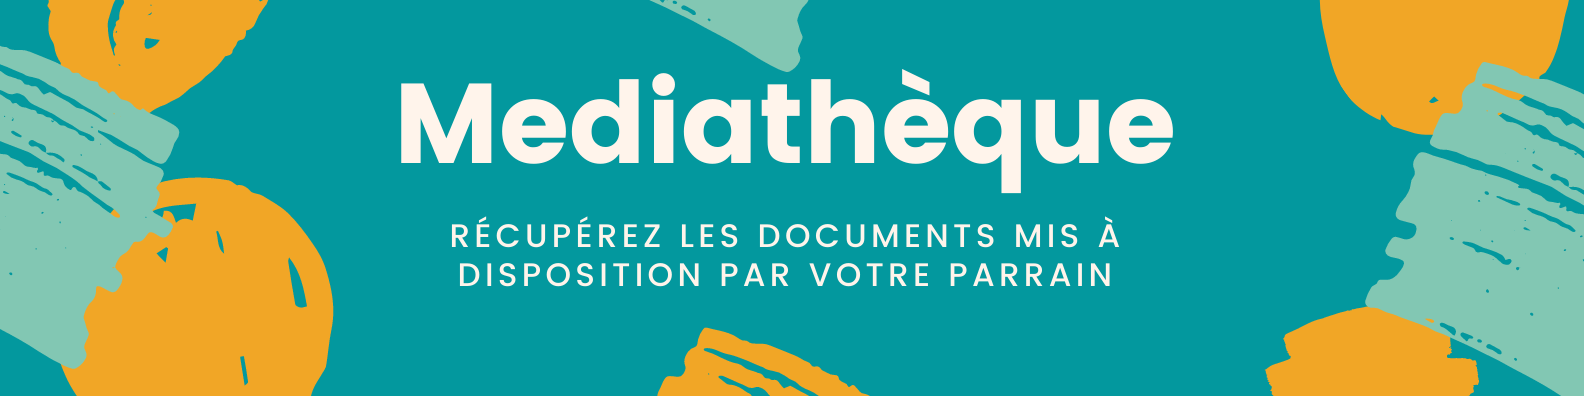 Mediathèque
RÉCUPÉREZ LES DOCUMENTS MIS À
DISPOSITION PAR VOTRE PARRAIN